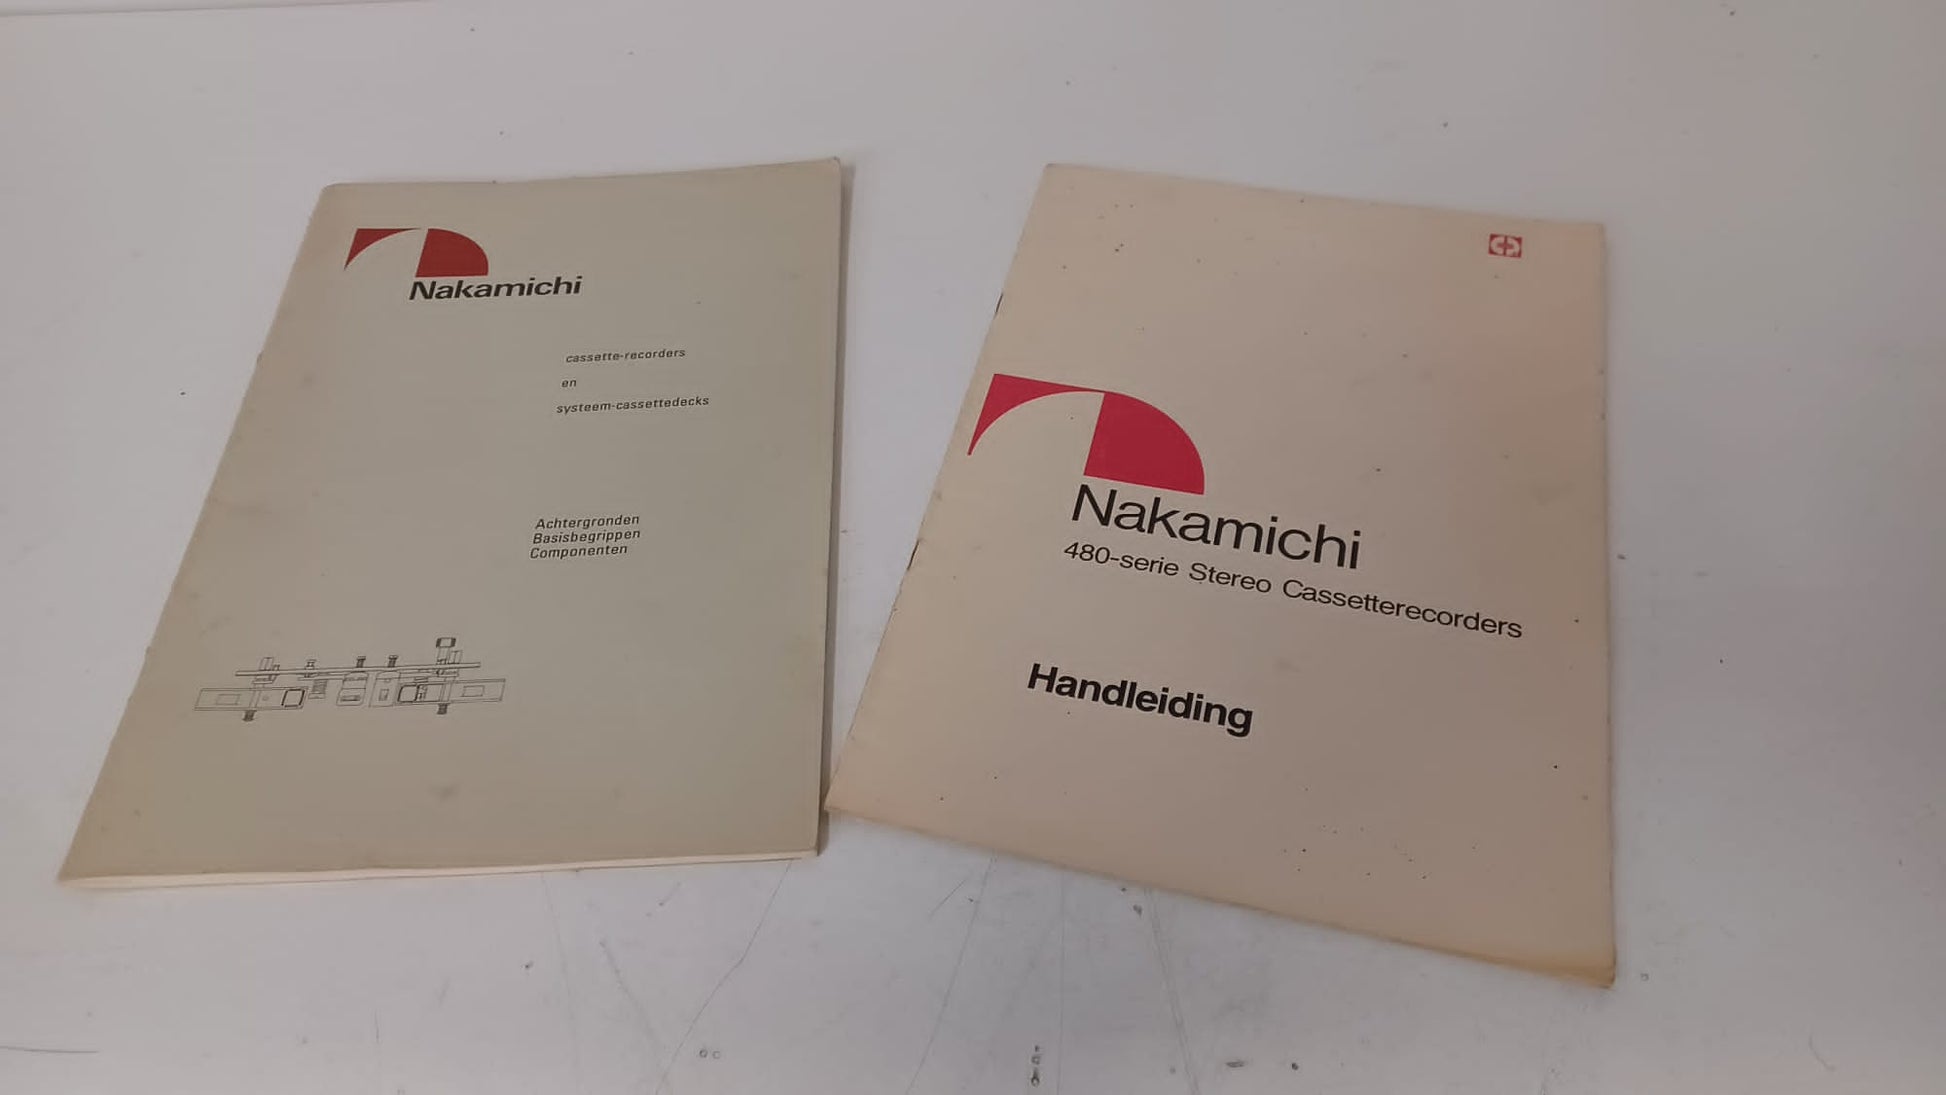 Nakamichi
cassette-recorders
en
systeem-cassettedecks
Achtergronden
Basisbegrippen
Componenten
Nakamichi
480-serie Stereo Cassetterecorders
Handleiding